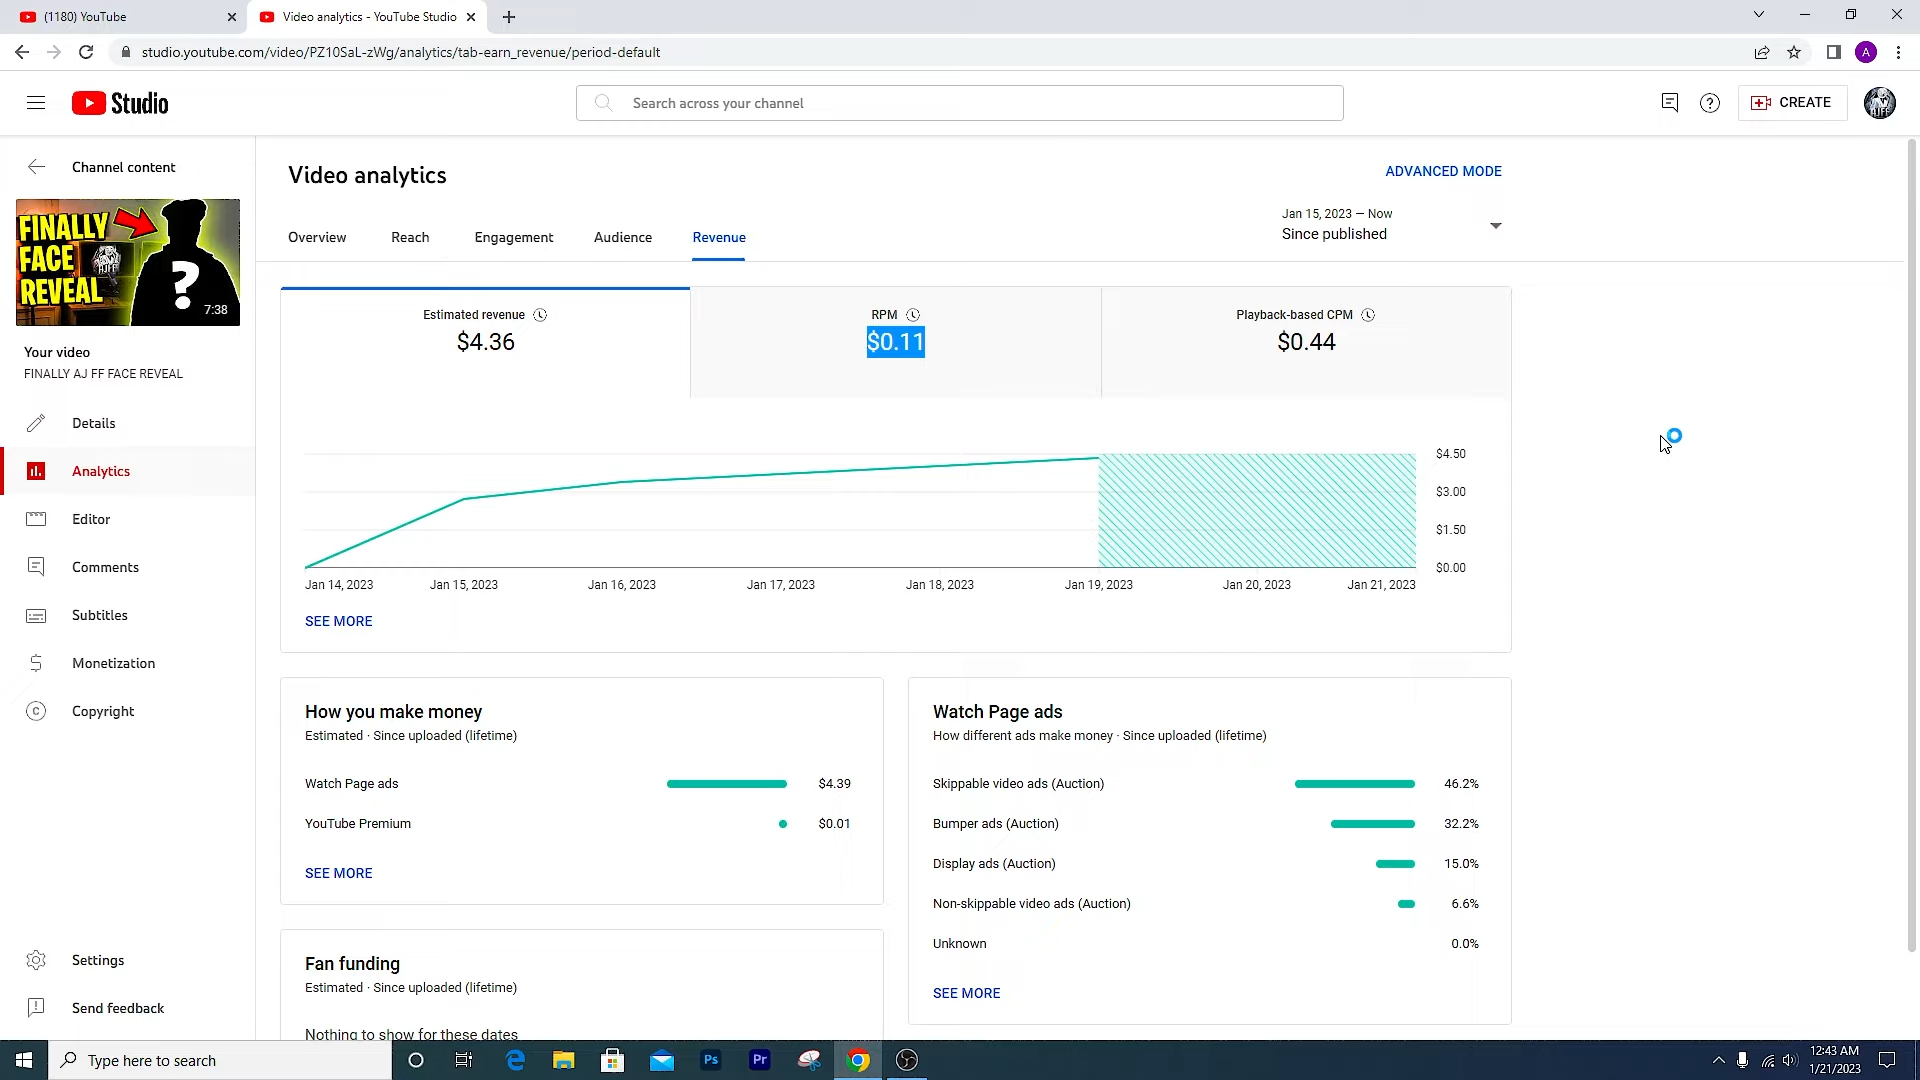 (1180) YouTube
Video analytics - YouTube Studio
studio.youtube.com/video/PZ10SaL-zWg/analytics/tab-earn_revenue/period-default
A
Studio
Search across your channel
CREATE
Channel content
FINALLY
FACE
REVEAL
?
AJFF
7:38
Your video
FINALLY AJ FF FACE REVEAL
Details
Analytics
Editor
Comments
Subtitles
Monetization
Copyright
Settings
Send feedback
Video analytics
ADVANCED MODE
Overview
Reach
Engagement
Audience
Revenue
Jan 15, 2023 – Now
Since published
Estimated revenue
$4.36
RPM
$0.11
Playback-based CPM
$0.44
$4.50
$3.00
$1.50
$0.00
Jan 14, 2023
Jan 15, 2023
Jan 16, 2023
Jan 17, 2023
Jan 18, 2023
Jan 19, 2023
Jan 20, 2023
Jan 21, 2023
SEE MORE
How you make money
Estimated · Since uploaded (lifetime)
Watch Page ads $4.39
YouTube Premium $0.01
SEE MORE
Watch Page ads
How different ads make money · Since uploaded (lifetime)
Skippable video ads (Auction) 46.2%
Bumper ads (Auction) 32.2%
Display ads (Auction) 15.0%
Non-skippable video ads (Auction) 6.6%
Unknown 0.0%
SEE MORE
Fan funding
Estimated · Since uploaded (lifetime)
Nothing to show for these dates
Type here to search
Ps
Pr
12:43 AM
1/21/2023